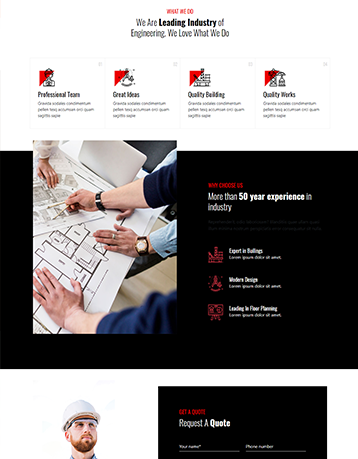 WHAT WE DO
We Are Leading Industry of
Engineering. We Love What We Do
Professional Team
Gravida sodales condimentum
pellen tesq accumsan orci quam
sagittis sapie
Great Ideas
Gravida sodales condimentum
pellen tesq accumsan orci quam
sagittis sapie
Quality Building
Gravida sodales condimentum
pellen tesq accumsan orci quam
sagittis sapie
Quality Works
Gravida sodales condimentum
pellen tesq accumsan orci quam
sagittis sapie
WHY CHOOSE US
More than 50 year experience in
industry
Expert in Builings
Lorem ipsum dolor sit amet.
Modern Design
Lorem ipsum dolor sit amet.
Leading In Floor Planning
Lorem ipsum dolor sit amet.
GET A QUOTE
Request A Quote
Your name*
Phone number